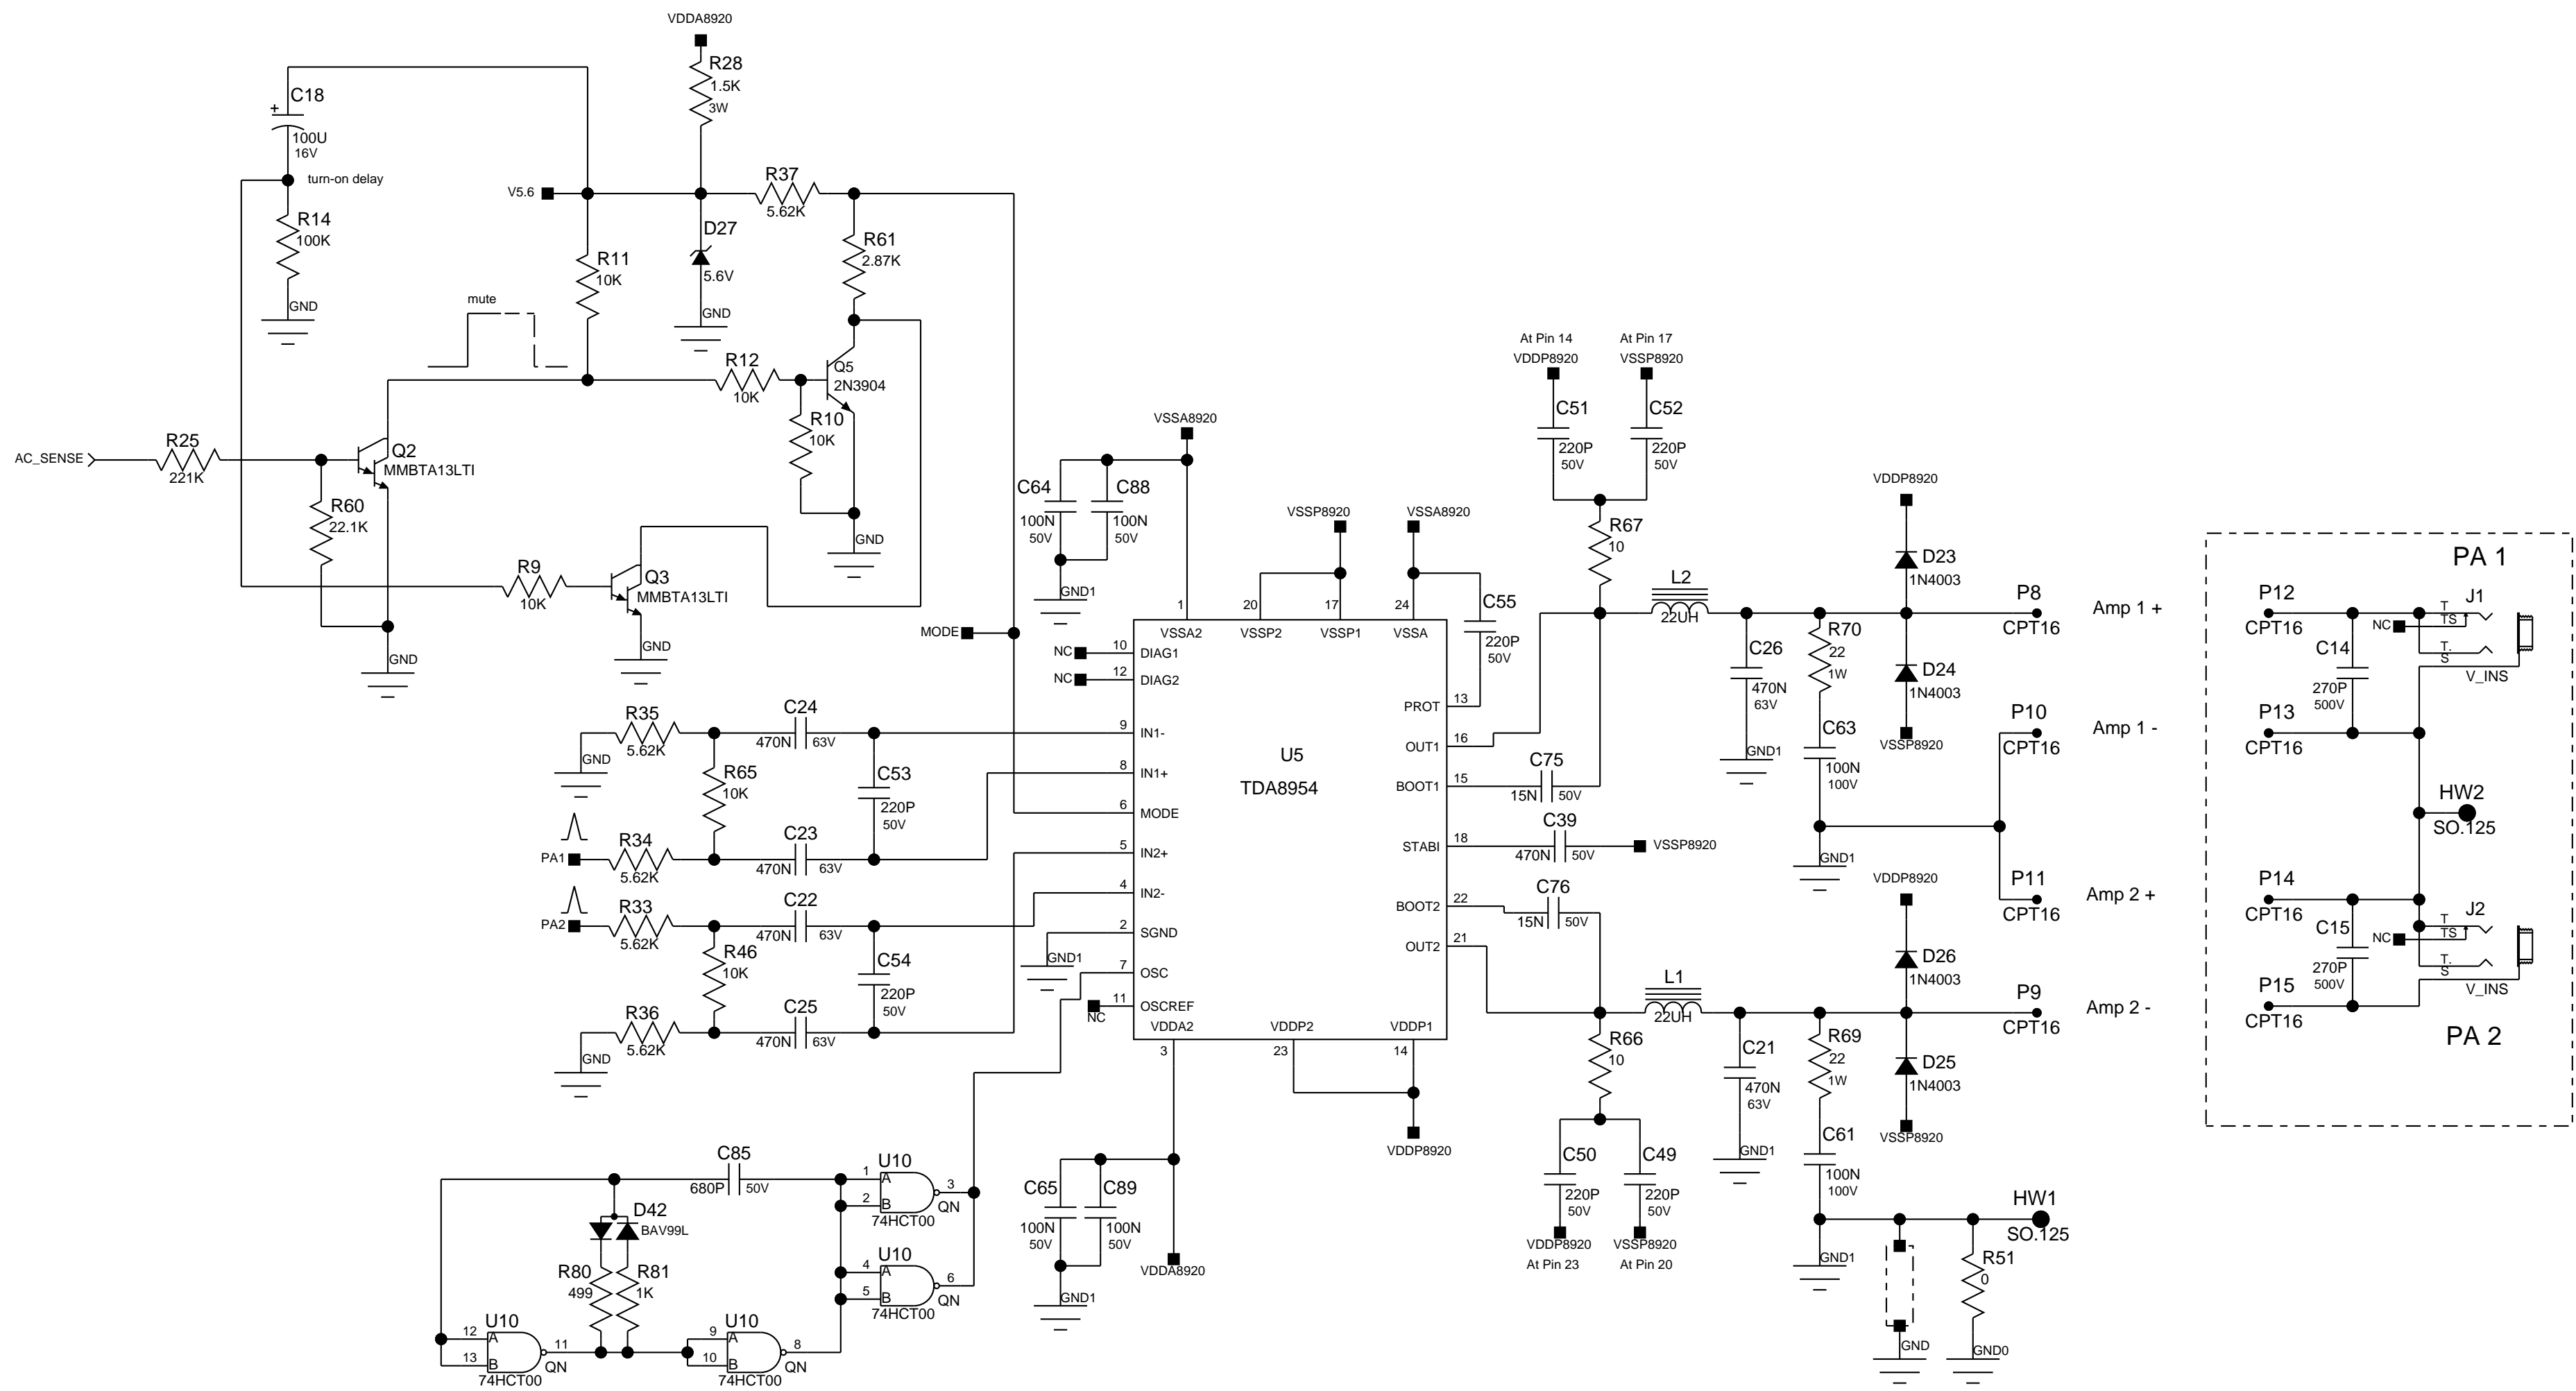 VDDA8920
R28
1.5K
3W
C18
+
100U
16V
turn-on delay
R14
100K
GND
V5.6
R37
5.62K
D27
5.6V
GND
R61
2.87K
R11
10K
mute
R12
10K
Q5
2N3904
R10
10K
GND
AC_SENSE
R25
221K
Q2
MMBTA13LTI
R60
22.1K
GND
R9
10K
Q3
MMBTA13LTI
GND
MODE
VSSA8920
C64
100N
50V
C88
100N
50V
GND1
VSSP8920
VSSA8920
C55
220P
50V
1
20
17
24
VSSA2
VSSP2
VSSP1
VSSA
NC
10
DIAG1
NC
12
DIAG2
9
IN1-
8
IN1+
6
MODE
5
IN2+
4
IN2-
2
SGND
7
OSC
NC
11
OSCREF
VDDA2
VDDP2
VDDP1
3
23
14
U5
TDA8954
13
PROT
16
OUT1
15
BOOT1
18
STABI
22
BOOT2
21
OUT2
GND1
VDDP8920
R35
5.62K
GND
C24
470N
63V
R65
10K
C53
220P
50V
PA1
R34
5.62K
C23
470N
63V
PA2
R33
5.62K
C22
470N
63V
R46
10K
C54
220P
50V
R36
5.62K
GND
C25
470N
63V
At Pin 14
VDDP8920
At Pin 17
VSSP8920
C51
220P
50V
C52
220P
50V
R67
10
L2
22UH
C75
15N
50V
C39
470N
50V
VSSP8920
C76
15N
50V
C26
470N
63V
GND1
R70
22
1W
C63
100N
100V
GND1
VDDP8920
D23
1N4003
D24
1N4003
VSSP8920
P8
CPT16
Amp 1 +
P10
CPT16
Amp 1 -
P11
CPT16
Amp 2 +
P9
CPT16
Amp 2 -
VDDP8920
D26
1N4003
D25
1N4003
VSSP8920
L1
22UH
R66
10
C50
220P
50V
C49
220P
50V
VDDP8920
At Pin 23
VSSP8920
At Pin 20
C21
470N
63V
GND1
R69
22
1W
C61
100N
100V
GND1
HW1
SO.125
R51
0
GND
GND0
PA 1
P12
CPT16
C14
270P
500V
NC
T
TS
T.
S
J1
V_INS
P13
CPT16
HW2
SO.125
P14
CPT16
C15
270P
500V
NC
T
TS
T.
S
J2
V_INS
P15
CPT16
PA 2
C85
680P
50V
D42
BAV99L
R80
499
R81
1K
U10
1
A
2
B
3
QN
74HCT00
U10
4
A
5
B
6
QN
74HCT00
U10
12
A
13
B
11
QN
74HCT00
U10
9
A
10
B
8
QN
74HCT00
C65
100N
50V
C89
100N
50V
GND1
VDDA8920